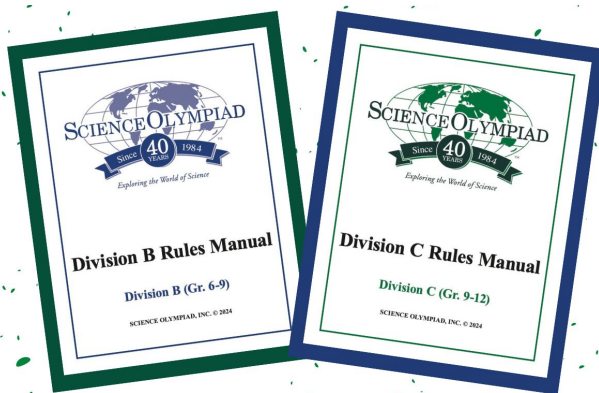 SCIENCE OLYMPIAD
Since 40 YEARS 1984
Exploring the World of Science
Division B Rules Manual
Division B (Gr. 6-9)
SCIENCE OLYMPIAD, INC. © 2024
SCIENCE OLYMPIAD
Since 40 YEARS 1984
Exploring the World of Science
Division C Rules Manual
Division C (Gr. 9-12)
SCIENCE OLYMPIAD, INC. © 2024